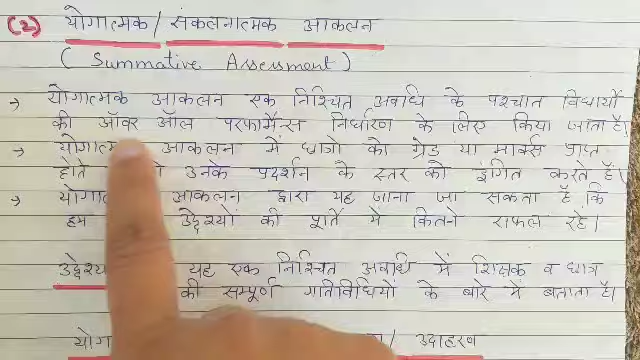 (2) योगात्मक / संकलनात्मक आकलन
( Summative Assessment )
→ योगात्मक आकलन एक निश्चित अवधि के पश्चात विद्यार्थी
की ऑवर ऑल परफार्मेन्स निर्धारण के लिए किया जाता है।
→ आकलन में छात्रों को ग्रेड या मार्क्स प्राप्त
होते उनके प्रदर्शन के स्तर को इंगित करते है।
→ आकलन द्वारा यह जाना जा सकता है कि
हम उद्देश्यों की पूर्ति में कितने सफल रहे।
उद्देश्य यह एक निश्चित अवधि में शिक्षक व छात्र
की सम्पूर्ण गतिविधियों के बारे में बताता है।
/ उदाहरण